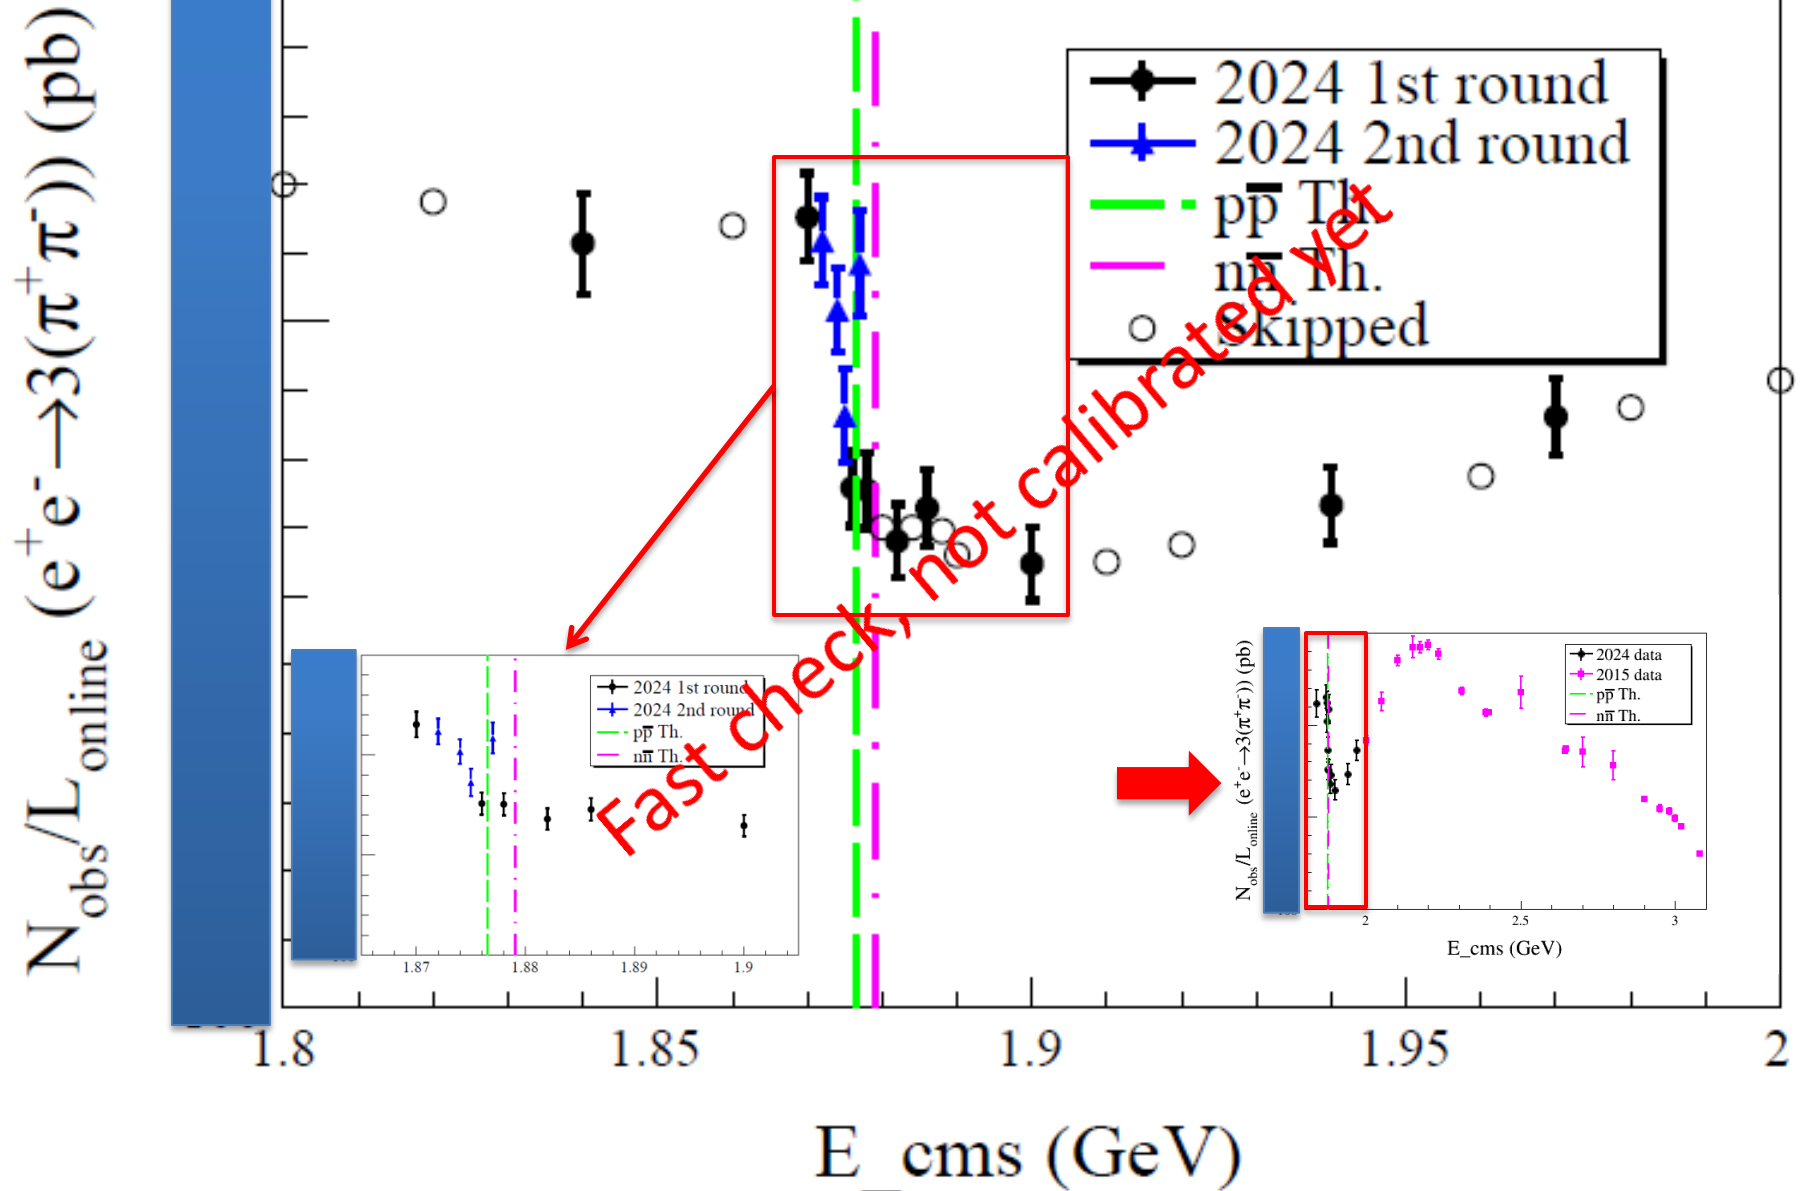 N_obs/L_online (e⁺e⁻→3(π⁺π⁻)) (pb)
2024 1st round
2024 2nd round
pp̅ Th.
nn̅ Th.
Skipped
Fast check, not calibrated yet
2024 1st round
2024 2nd round
pp̅ Th.
nn̅ Th.
1.87 1.88 1.89 1.9
N_obs/L_online (e⁺e⁻→3(π⁺π⁻)) (pb)
2024 data
2015 data
pp̅ Th.
nn̅ Th.
2 2.5 3
E_cms (GeV)
1.8 1.85 1.9 1.95 2
E_cms (GeV)